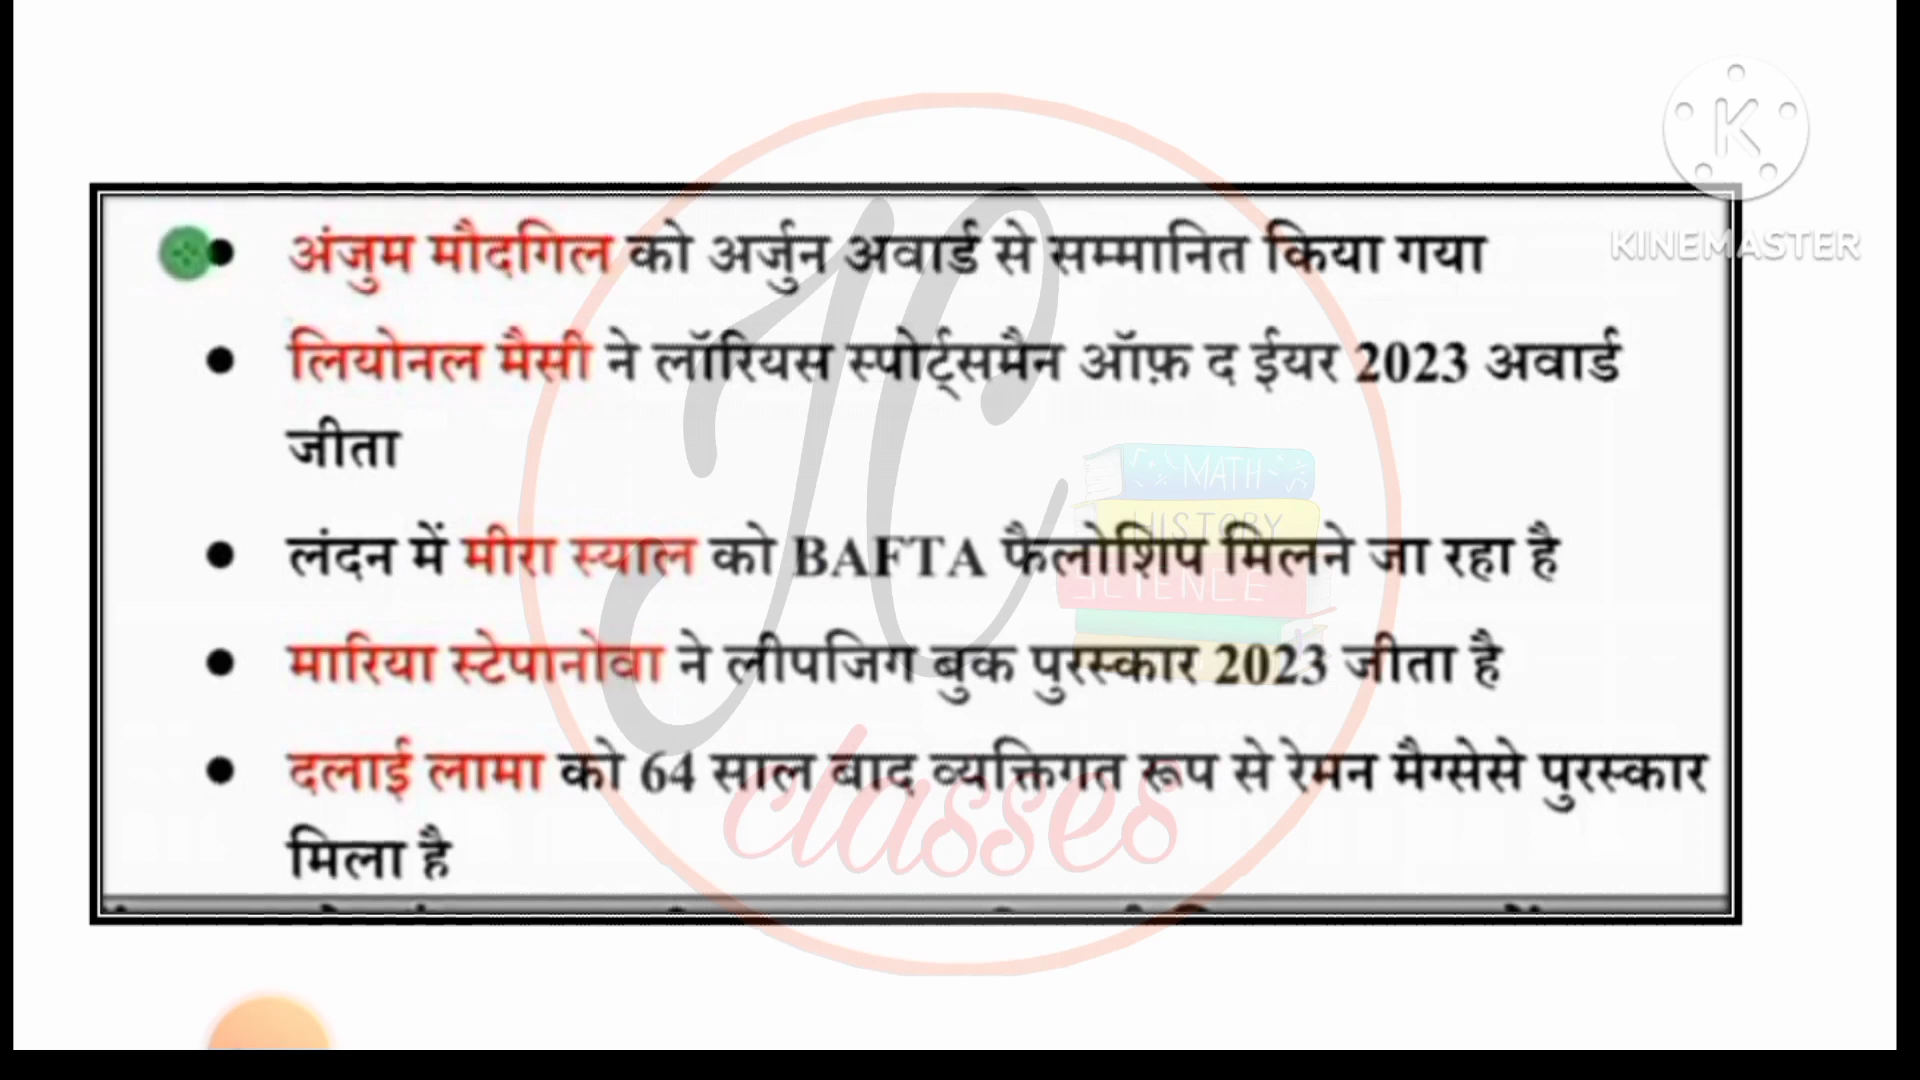 KINEMASTER
अंजुम मौदगिल को अर्जुन अवार्ड से सम्मानित किया गया
लियोनल मैसी ने लॉरियस स्पोर्ट्समैन ऑफ़ द ईयर 2023 अवार्ड
जीता
लंदन में मीरा स्याल को BAFTA फैलोशिप मिलने जा रहा है
मारिया स्टेपानोवा ने लीपजिग बुक पुरस्कार 2023 जीता है
दलाई लामा को 64 साल बाद व्यक्तिगत रूप से रेमन मैग्सेसे पुरस्कार
मिला है
JC
classes
MATH
HISTORY
SCIENCE